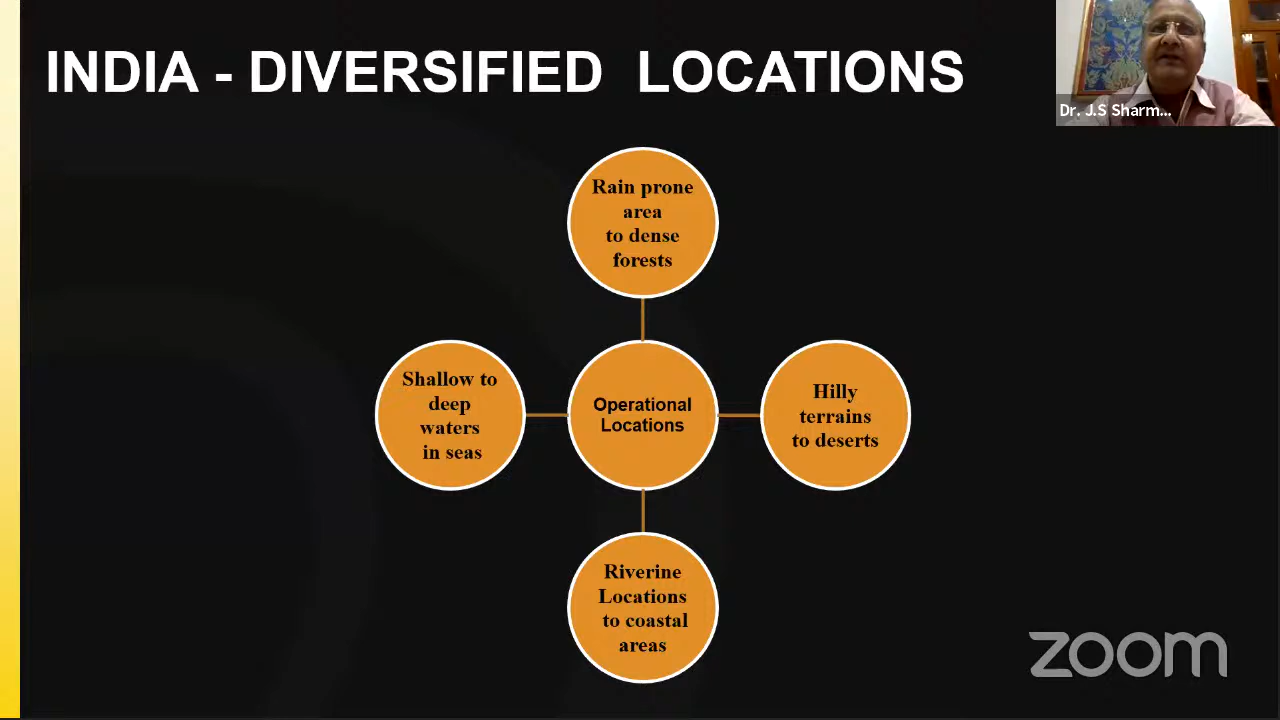 INDIA - DIVERSIFIED LOCATIONS
Dr. J.S Sharm...
Rain prone
area
to dense
forests
Shallow to
deep
waters
in seas
Operational
Locations
Hilly
terrains
to deserts
Riverine
Locations
to coastal
areas
zoom